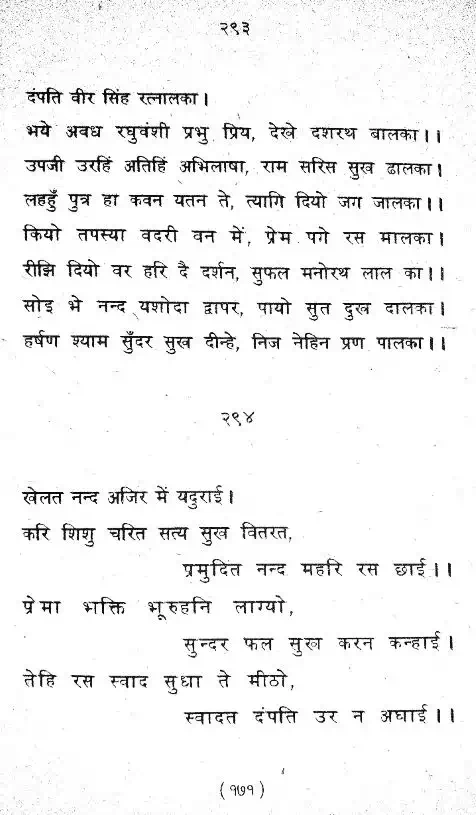 २९३
दंपति वीर सिंह रत्नालका।
भये अवध रघुवंशी प्रभु प्रिय, देखे दशरथ बालका।।
उपजी उरहिं अतिहिं अभिलाषा, राम सरिस सुख ढालका।
लहहुँ पुत्र हा कवन यतन ते, त्यागि दियो जग जालका।।
कियो तपस्या वदरी वन में, प्रेम पगे रस मालका।
रीझि दियो वर हरि दै दर्शन, सुफल मनोरथ लाल का।।
सोइ भे नन्द यशोदा द्वापर, पायो सुत दुख दालका।
हर्षण श्याम सुँदर सुख दीन्हे, निज नेहिन प्रण पालका।।
२९४
खेलत नन्द अजिर में यदुराई।
करि शिशु चरित सत्य सुख वितरत,
प्रमुदित नन्द महरि रस छाई।।
प्रेमा भक्ति भूरुहनि लाग्यो,
सुन्दर फल सुख करन कन्हाई।
तेहि रस स्वाद सुधा ते मीठो,
स्वादत दंपति उर न अघाई।।
(१७१)